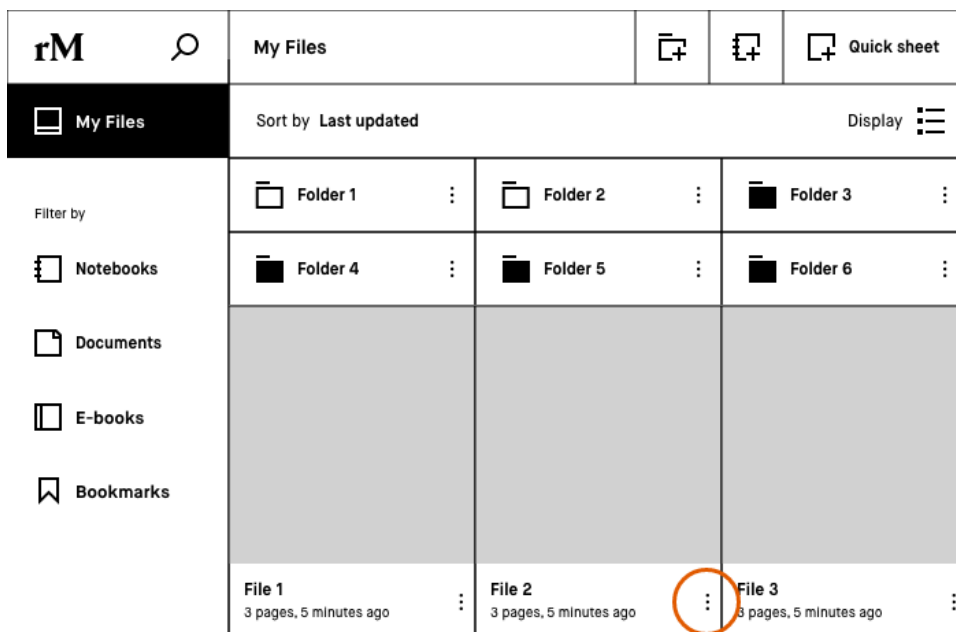 rM
My Files
Quick sheet
My Files
Sort by Last updated
Display
Filter by
Notebooks
Documents
E-books
Bookmarks
Folder 1
Folder 2
Folder 3
Folder 4
Folder 5
Folder 6
File 1
3 pages, 5 minutes ago
File 2
3 pages, 5 minutes ago
File 3
3 pages, 5 minutes ago